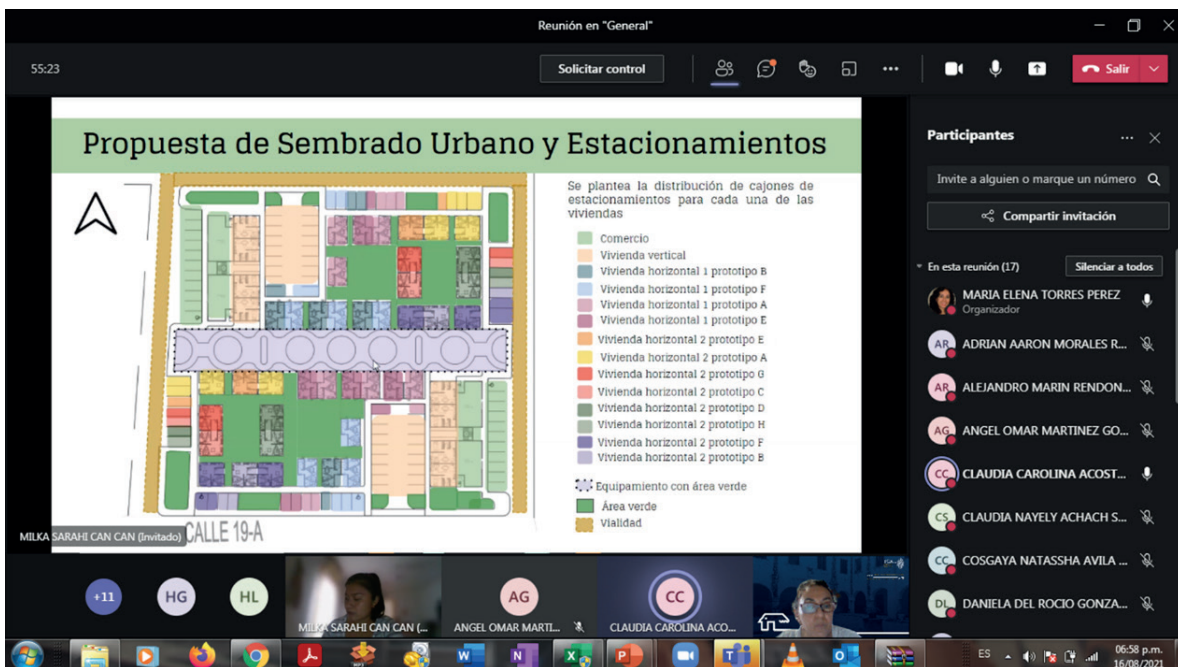 Reunión en "General"
55:23
Solicitar control
Salir
Propuesta de Sembrado Urbano y Estacionamientos
Se plantea la distribución de cajones de
estacionamientos para cada una de las
viviendas
Comercio
Vivienda vertical
Vivienda horizontal 1 prototipo B
Vivienda horizontal 1 prototipo F
Vivienda horizontal 1 prototipo A
Vivienda horizontal 1 prototipo E
Vivienda horizontal 2 prototipo E
Vivienda horizontal 2 prototipo A
Vivienda horizontal 2 prototipo G
Vivienda horizontal 2 prototipo C
Vivienda horizontal 2 prototipo D
Vivienda horizontal 2 prototipo H
Vivienda horizontal 2 prototipo F
Vivienda horizontal 2 prototipo B
Equipamiento con área verde
Área verde
Vialidad
CALLE 19-A
MILKA SARAHI CAN CAN (Invitado)
Participantes
Invite a alguien o marque un número
Compartir invitación
En esta reunión (17)
Silenciar a todos
MARIA ELENA TORRES PEREZ
Organizador
AR ADRIAN AARON MORALES R...
AR ALEJANDRO MARIN RENDON...
AG ANGEL OMAR MARTINEZ GO...
CC CLAUDIA CAROLINA ACOST...
CS CLAUDIA NAYELY ACHACH S...
CC COSGAYA NATASSHA AVILA ...
DL DANIELA DEL ROCIO GONZA...
+11
HG
HL
MILKA SARAHI CAN CAN (...
AG
ANGEL OMAR MARTI...
CC
CLAUDIA CAROLINA ACO...
ES
06:58 p.m.
16/08/2021